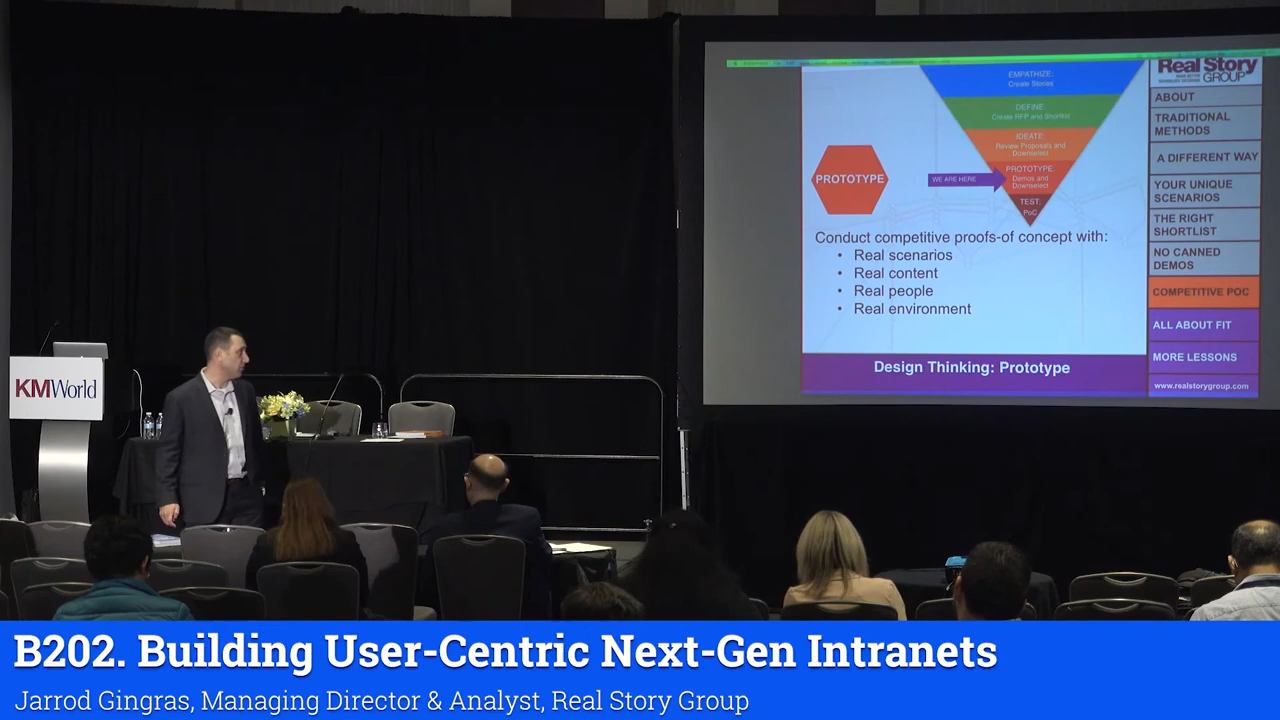 KMWorld
EMPATHIZE:
Create Stories
DEFINE:
Create RFP and Shortlist
IDEATE:
Review Proposals and
Downselect
PROTOTYPE:
Demos and
Downselect
TEST:
PoC
WE ARE HERE
PROTOTYPE
Conduct competitive proofs-of concept with:
• Real scenarios
• Real content
• Real people
• Real environment
Design Thinking: Prototype
Real Story
GROUP
ABOUT
TRADITIONAL
METHODS
A DIFFERENT WAY
YOUR UNIQUE
SCENARIOS
THE RIGHT
SHORTLIST
NO CANNED
DEMOS
COMPETITIVE POC
ALL ABOUT FIT
MORE LESSONS
www.realstorygroup.com
B202. Building User-Centric Next-Gen Intranets
Jarrod Gingras, Managing Director & Analyst, Real Story Group